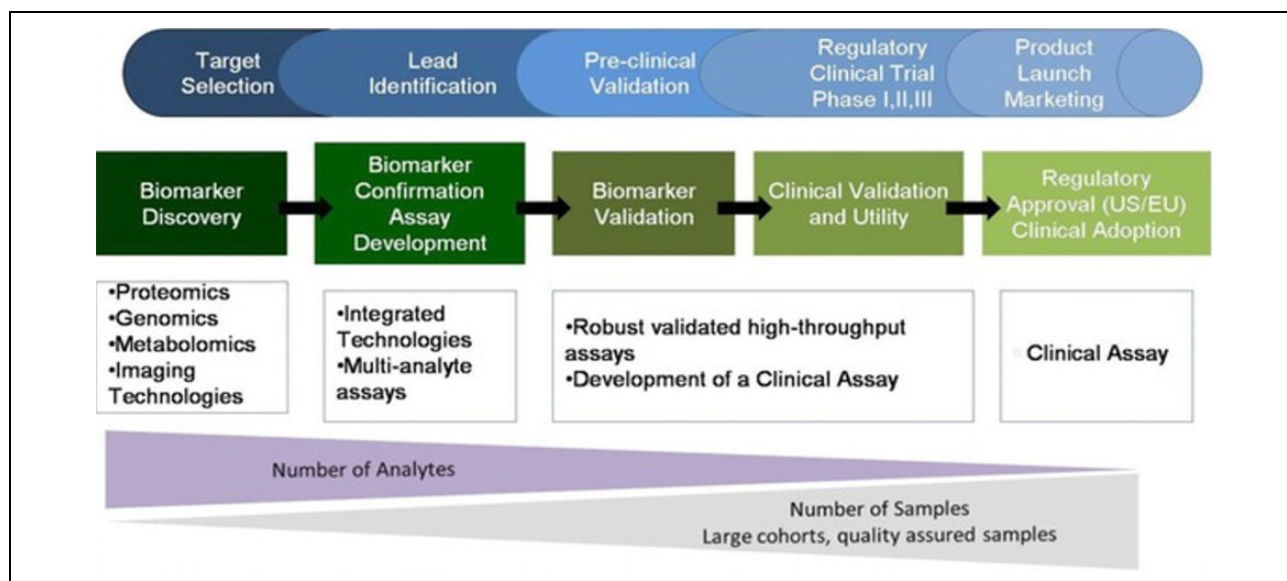 Target
Selection
Lead
Identification
Pre-clinical
Validation
Regulatory
Clinical Trial
Phase I,II,III
Product
Launch
Marketing
Biomarker
Discovery
Biomarker
Confirmation
Assay
Development
Biomarker
Validation
Clinical Validation
and Utility
Regulatory
Approval (US/EU)
Clinical Adoption
•Proteomics
•Genomics
•Metabolomics
•Imaging
Technologies
•Integrated
Technologies
•Multi-analyte
assays
•Robust validated high-throughput
assays
•Development of a Clinical Assay
Clinical Assay
Number of Analytes
Number of Samples
Large cohorts, quality assured samples